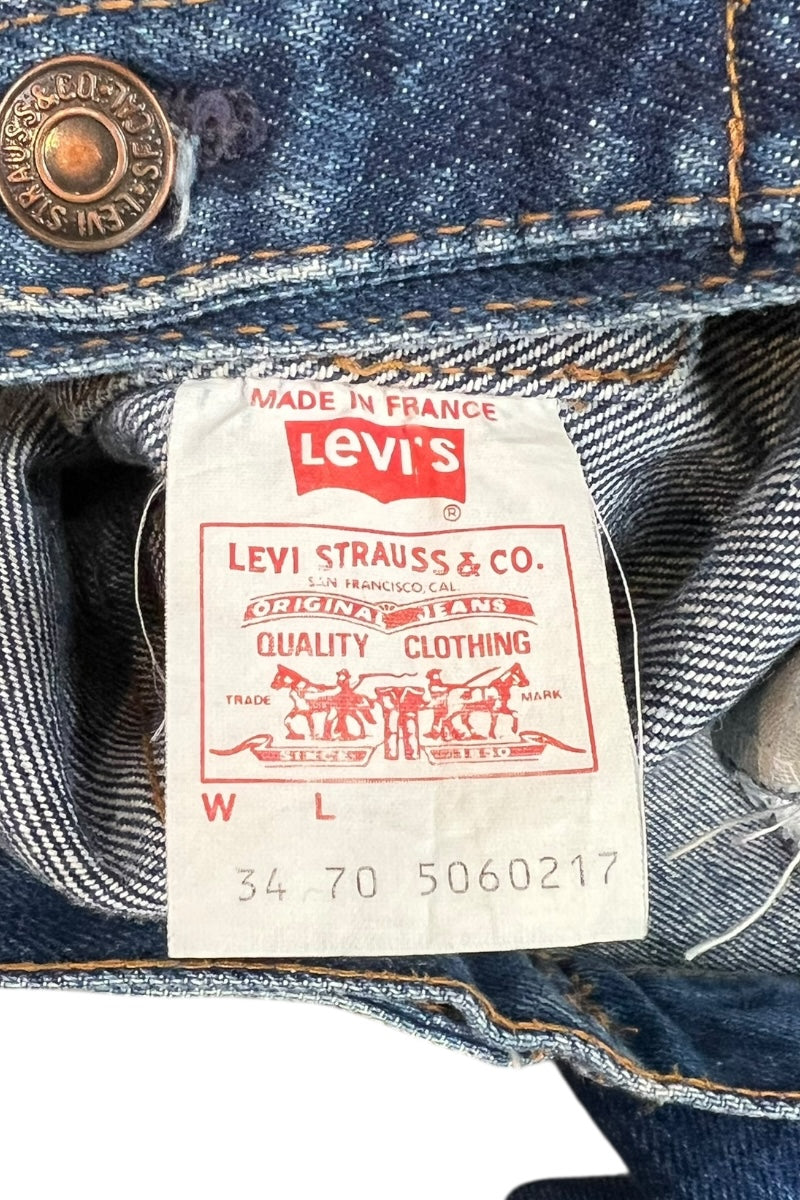 LEVI STRAUSS & CO. S.F. CAL.
MADE IN FRANCE
LEVI'S
®
LEVI STRAUSS & CO.
SAN FRANCISCO, CAL.
ORIGINAL JEANS
QUALITY CLOTHING
TRADE MARK
W L
34 70 5060217